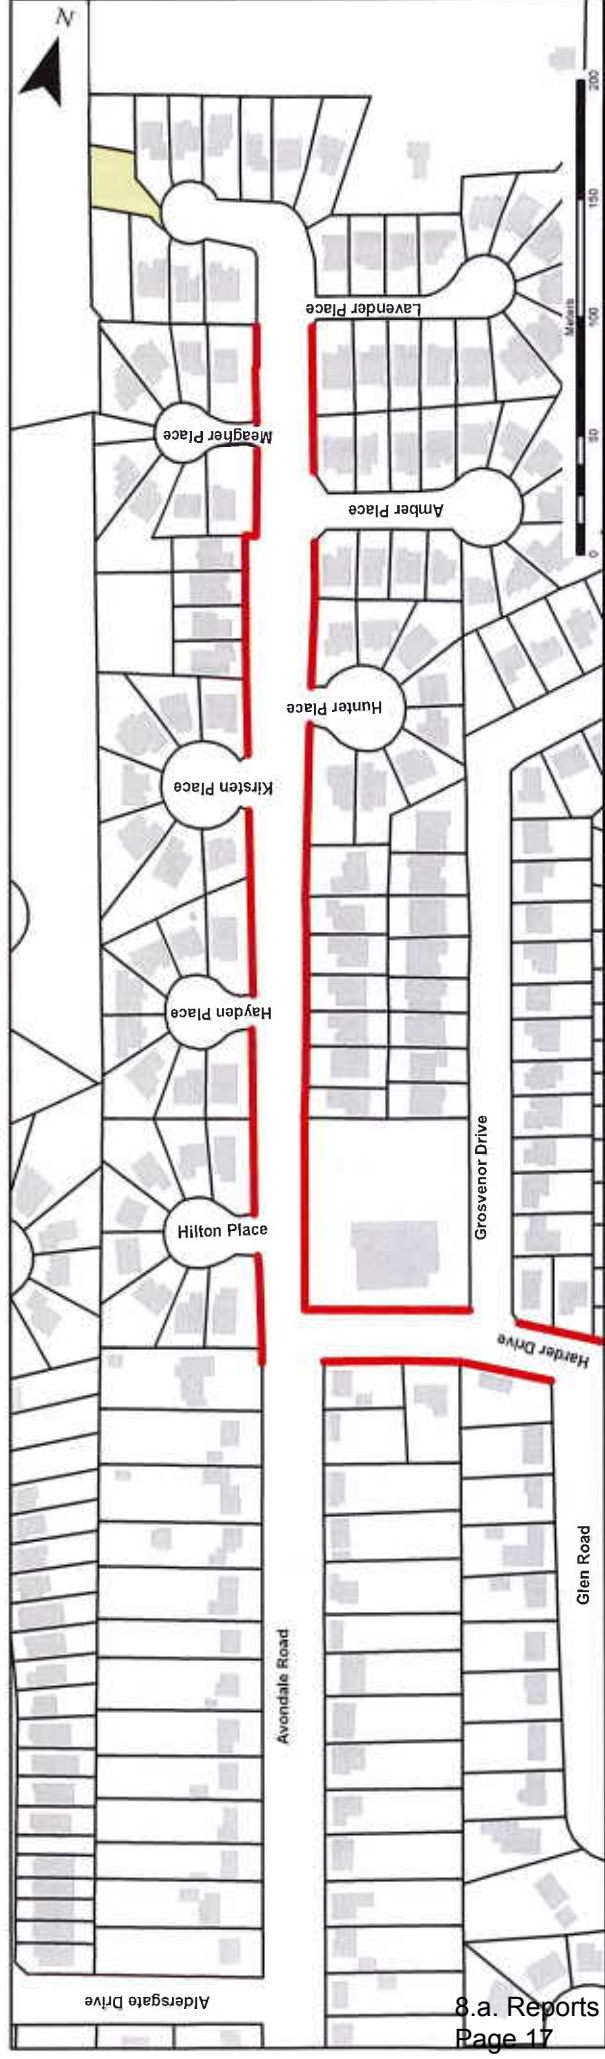 N
200
150
100
50
0
Meters
Lavender Place
Meagher Place
Amber Place
Hunter Place
Kirsten Place
Hayden Place
Grosvenor Drive
Hilton Place
Harder Drive
Glen Road
Avondale Road
Aldersgate Drive
8.a. Reports
Page 17